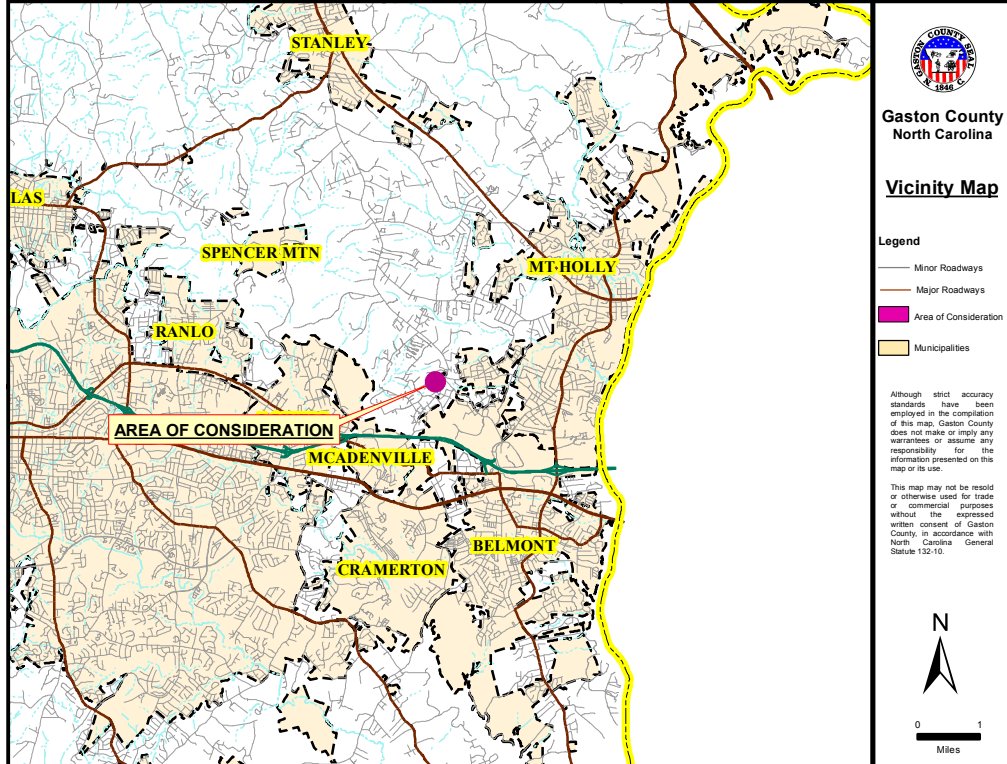 STANLEY
LAS
SPENCER MTN
MT HOLLY
RANLO
AREA OF CONSIDERATION
MCADENVILLE
BELMONT
CRAMERTON
GASTON COUNTY SEAL
N 1846 C
Gaston County
North Carolina
Vicinity Map
Legend
Minor Roadways
Major Roadways
Area of Consideration
Municipalities
Although strict accuracy
standards have been
employed in the compilation
of this map, Gaston County
does not make or imply any
warrantees or assume any
responsibility for the
information presented on this
map or its use.
This map may not be resold
or otherwise used for trade
or commercial purposes
without the expressed
written consent of Gaston
County, in accordance with
North Carolina General
Statute 132-10.
N
0 1
Miles